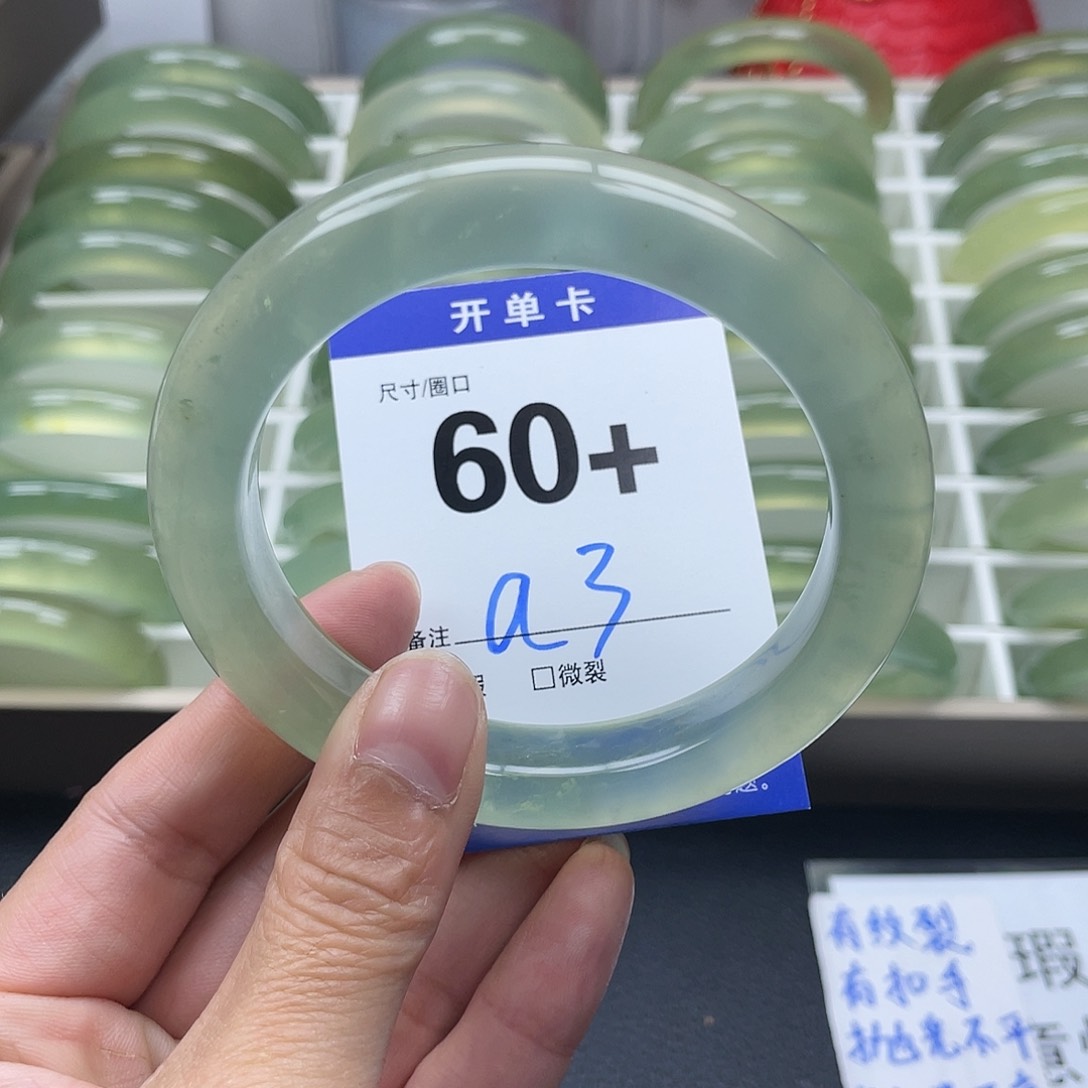 开单卡
尺寸/圈口
60+
a3
备注
□微裂
题。
有纹裂
有扣手
抛光不平
瑕